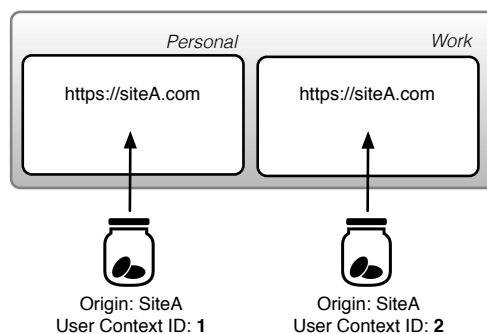 Personal
Work
https://siteA.com
https://siteA.com
Origin: SiteA
User Context ID: 1
Origin: SiteA
User Context ID: 2